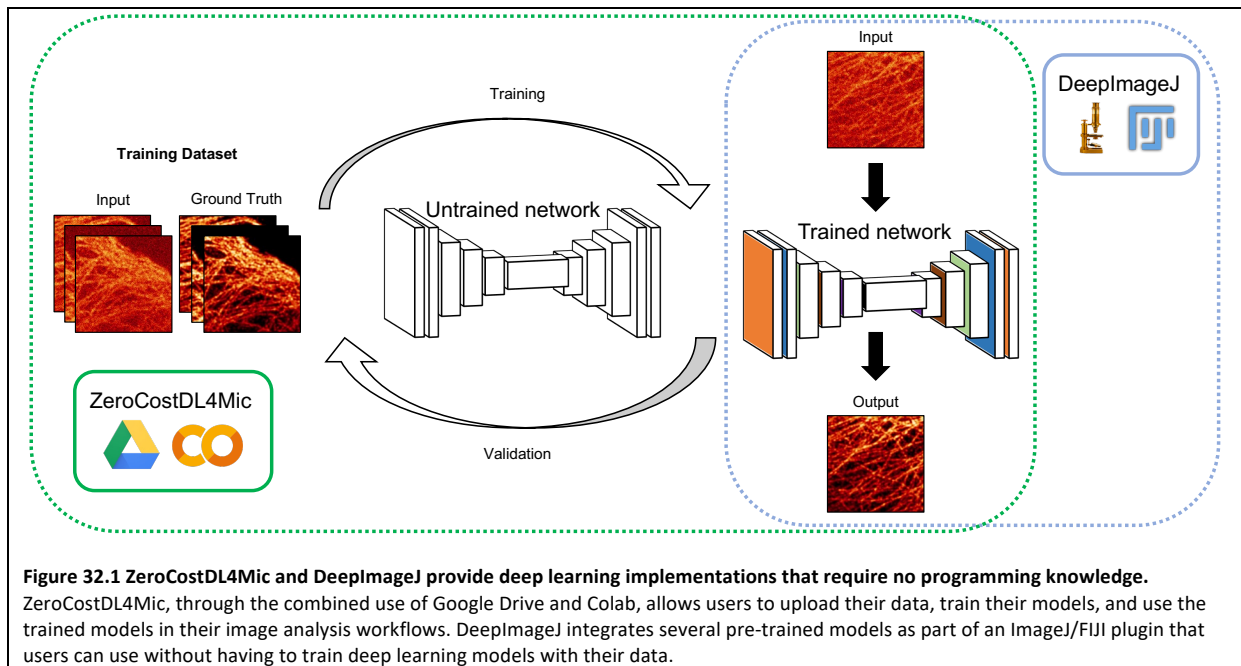 Input
DeepImageJ
Training
Training Dataset
Input
Ground Truth
Untrained network
Trained network
ZeroCostDL4Mic
CO
Validation
Output
Figure 32.1 ZeroCostDL4Mic and DeepImageJ provide deep learning implementations that require no programming knowledge.
ZeroCostDL4Mic, through the combined use of Google Drive and Colab, allows users to upload their data, train their models, and use the
trained models in their image analysis workflows. DeepImageJ integrates several pre-trained models as part of an ImageJ/FIJI plugin that
users can use without having to train deep learning models with their data.